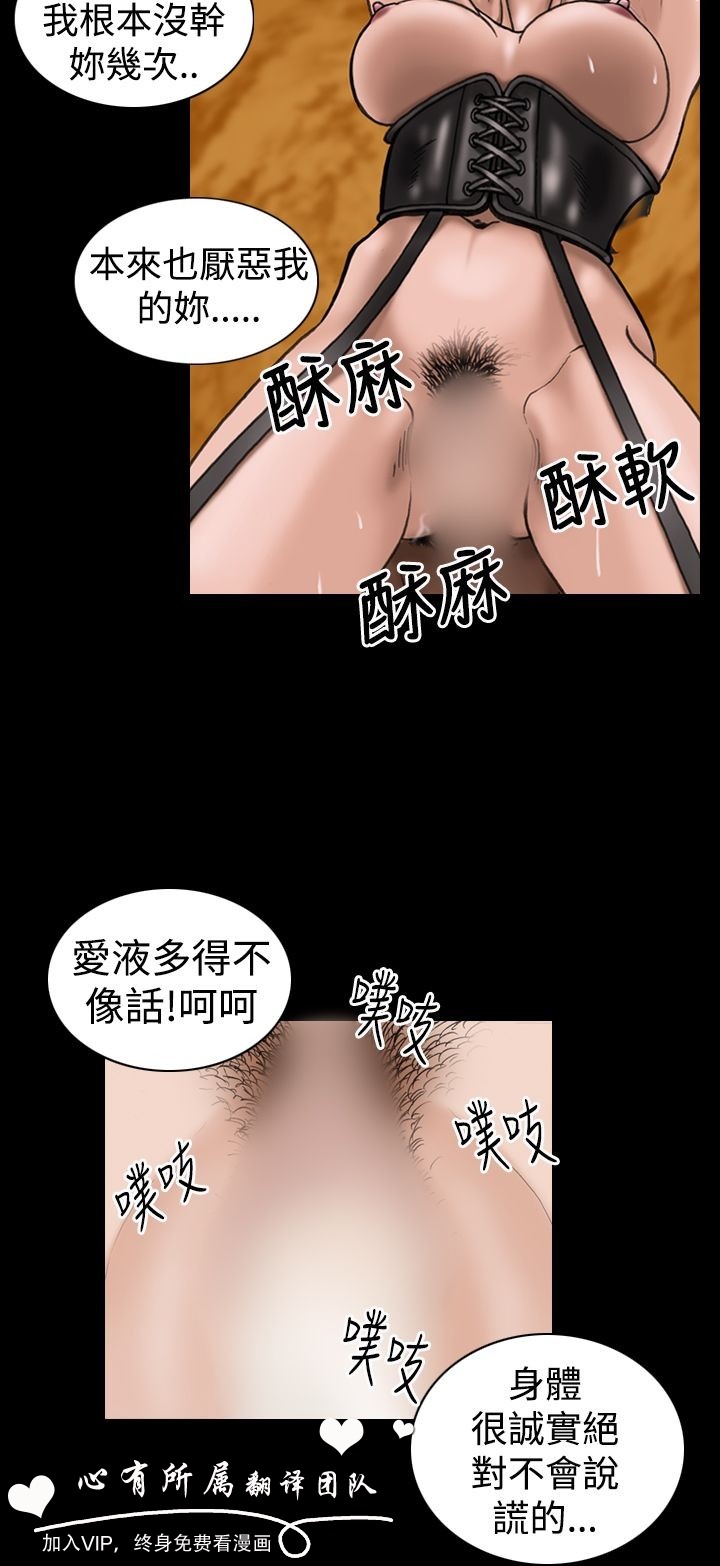 我根本沒幹
妳幾次..
本來也厭惡我
的妳.....
酥麻
酥軟
酥麻
愛液多得不
像話!呵呵
噗吱
噗吱
噗吱
噗吱
身體
很誠實絕
對不會說
謊的...
心有所属翻译团队
加入VIP，终身免费看漫画